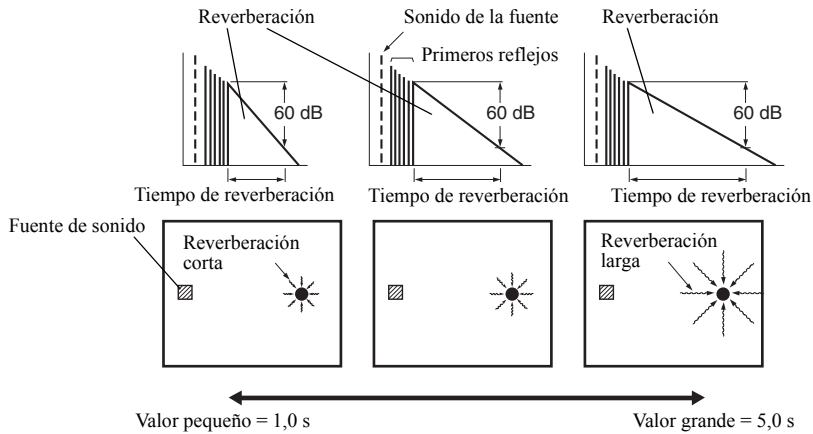 Reverberación
Sonido de la fuente
Reverberación
Primeros reflejos
60 dB
60 dB
60 dB
Tiempo de reverberación
Tiempo de reverberación
Tiempo de reverberación
Fuente de sonido
Reverberación
corta
Reverberación
larga
Valor pequeño = 1,0 s
Valor grande = 5,0 s